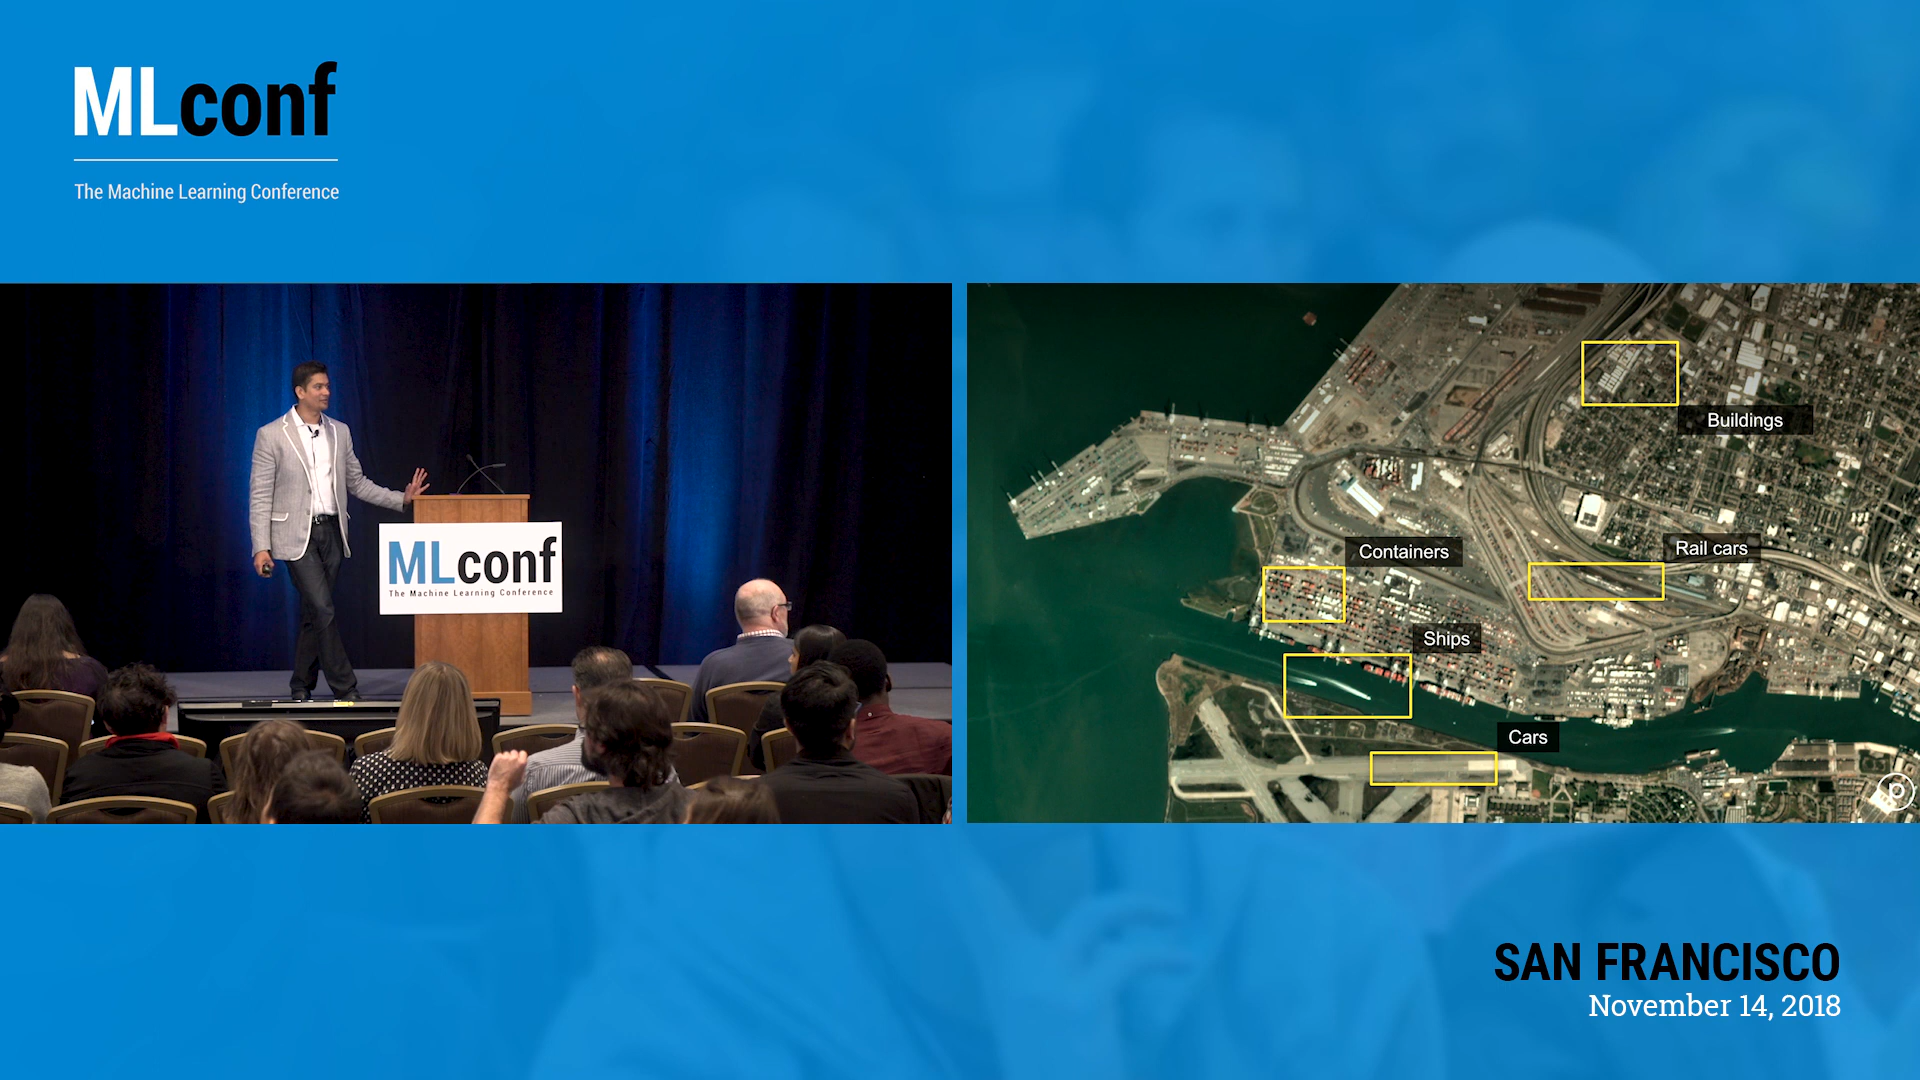 MLconf
The Machine Learning Conference
MLconf
The Machine Learning Conference
Buildings
Containers
Rail cars
Ships
Cars
P
SAN FRANCISCO
November 14, 2018